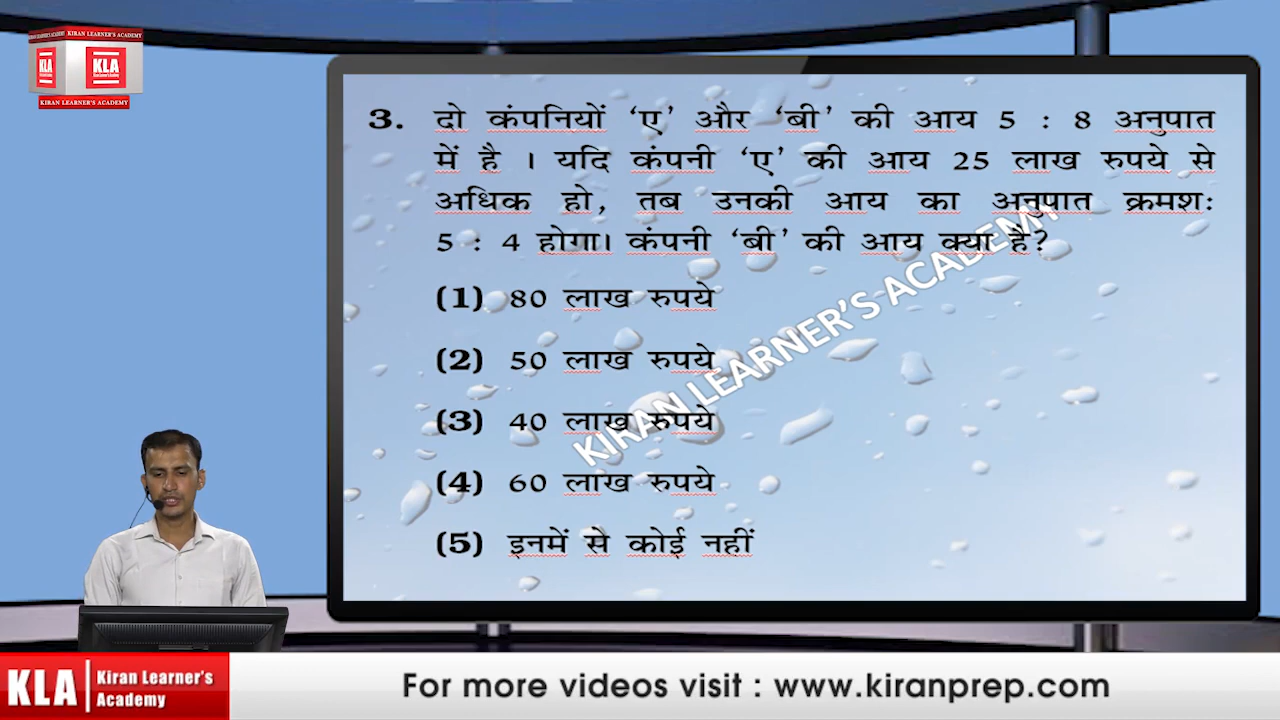 KIRAN LEARNER'S ACADEMY
KLA
KLA
KIRAN LEARNER'S ACADEMY
3. दो कंपनियों ‘ए’ और ‘बी’ की आय 5 : 8 अनुपात
में है । यदि कंपनी ‘ए’ की आय 25 लाख रुपये से
अधिक हो, तब उनकी आय का अनुपात क्रमशः
5 : 4 होगा। कंपनी ‘बी’ की आय क्या है?
(1) 80 लाख रुपये
(2) 50 लाख रुपये
(3) 40 लाख रुपये
(4) 60 लाख रुपये
(5) इनमें से कोई नहीं
KIRAN LEARNER'S ACADEMY
KLA Kiran Learner's
Academy
For more videos visit : www.kiranprep.com